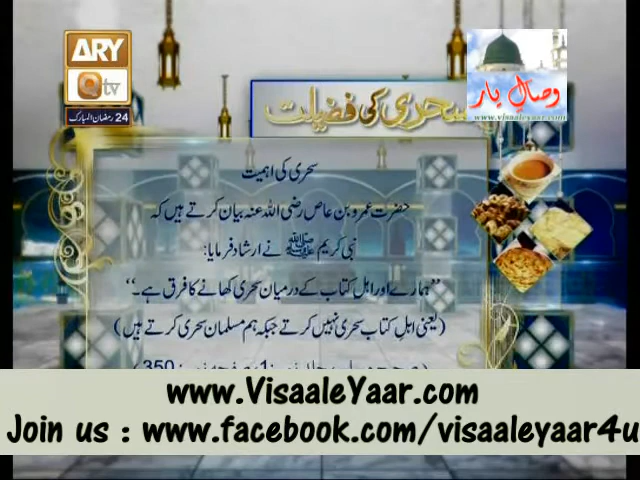 ARY
Qtv
24 رمضان المبارک
وصالِ یار
www.visaaleyaar.com
سحری کی فضیلت
سحری کی اہمیت
حضرت عمرو بن عاص رضی اللہ عنہ بیان کرتے ہیں کہ
نبی کریم ﷺ نے ارشاد فرمایا:
”ہمارے اور اہل کتاب کے درمیان سحری کھانے کا فرق ہے۔“
(یعنی اہلِ کتاب سحری نہیں کرتے جبکہ ہم مسلمان سحری کرتے ہیں)
350
www.VisaaleYaar.com
Join us : www.facebook.com/visaaleyaar4u